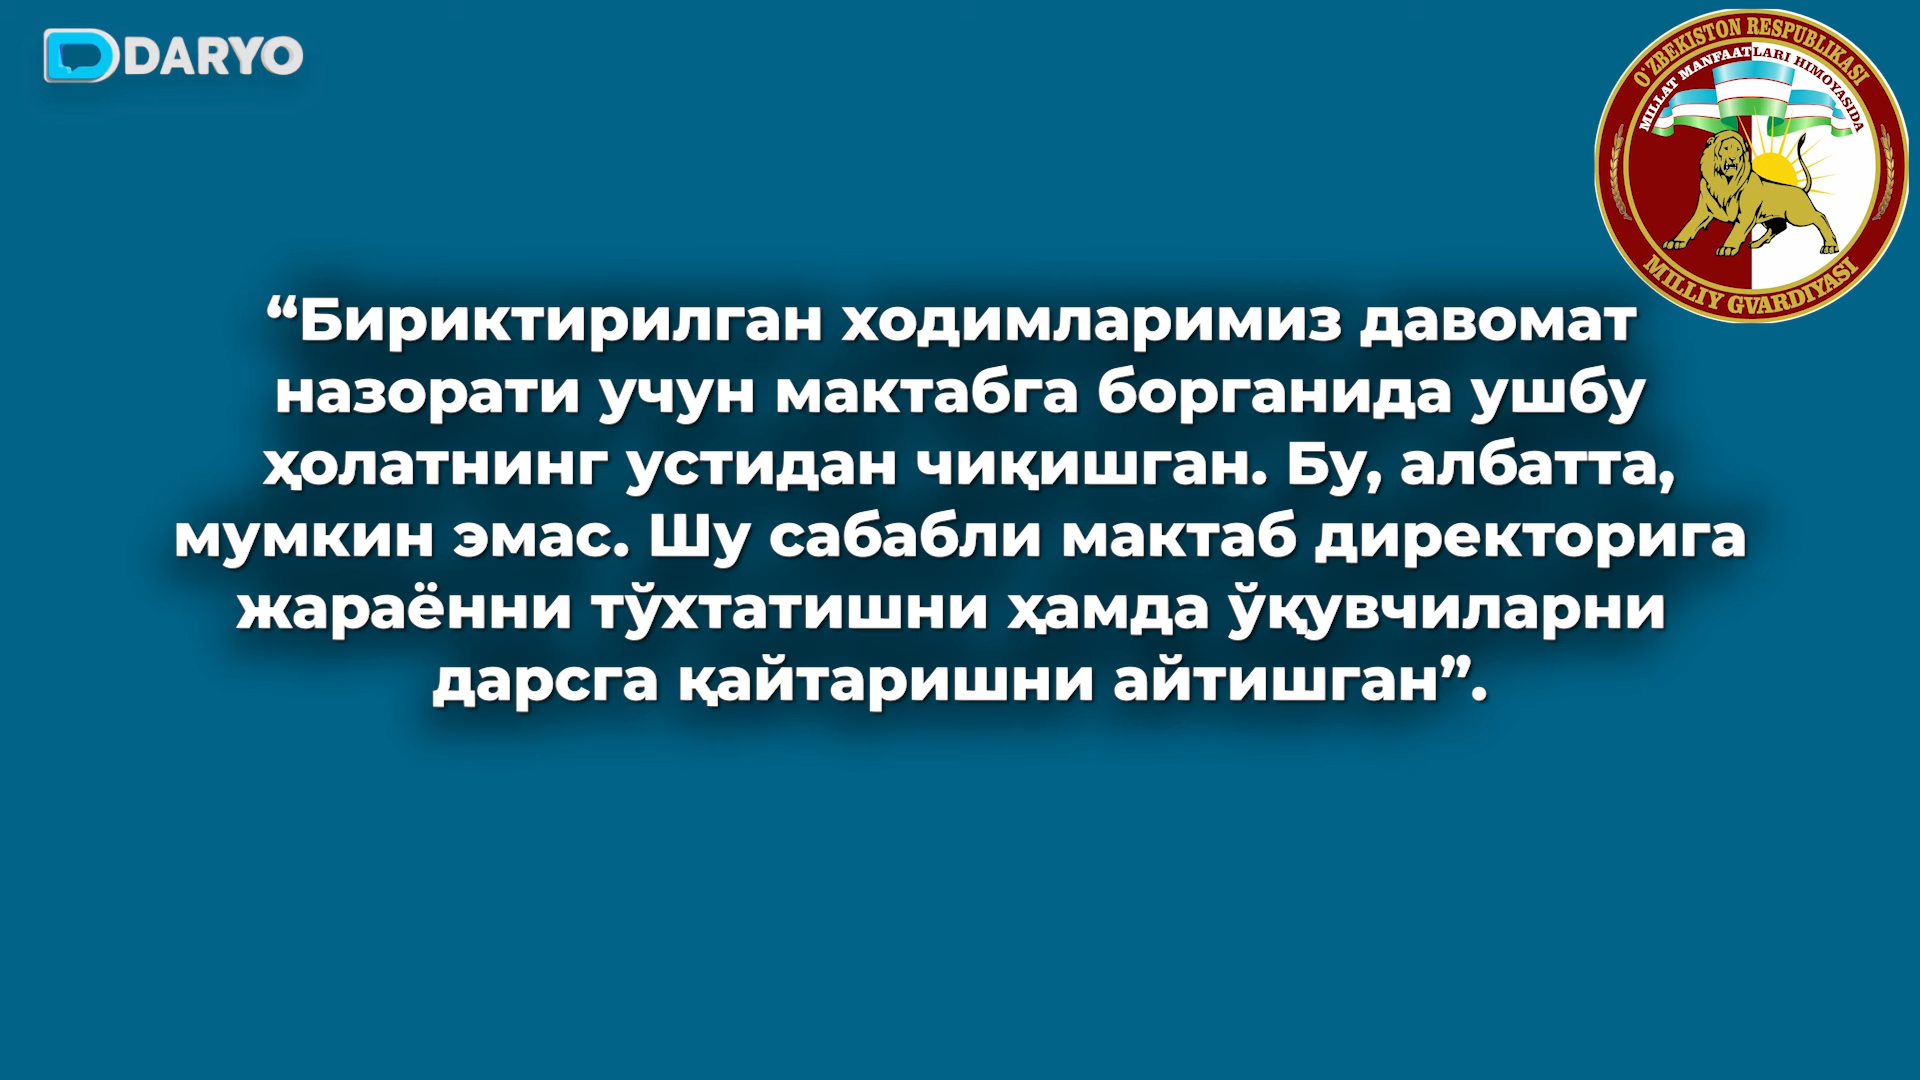 DARYO
O‘ZBEKISTON RESPUBLIKASI
MILLAT MANFAATLARI HIMOYASIDA
MILLIY GVARDIYASI
“Бириктирилган ходимларимиз давомат
назорати учун мактабга борганида ушбу
ҳолатнинг устидан чиқишган. Бу, албатта,
мумкин эмас. Шу сабабли мактаб директорига
жараённи тўхтатишни ҳамда ўқувчиларни
дарсга қайтаришни айтишган”.